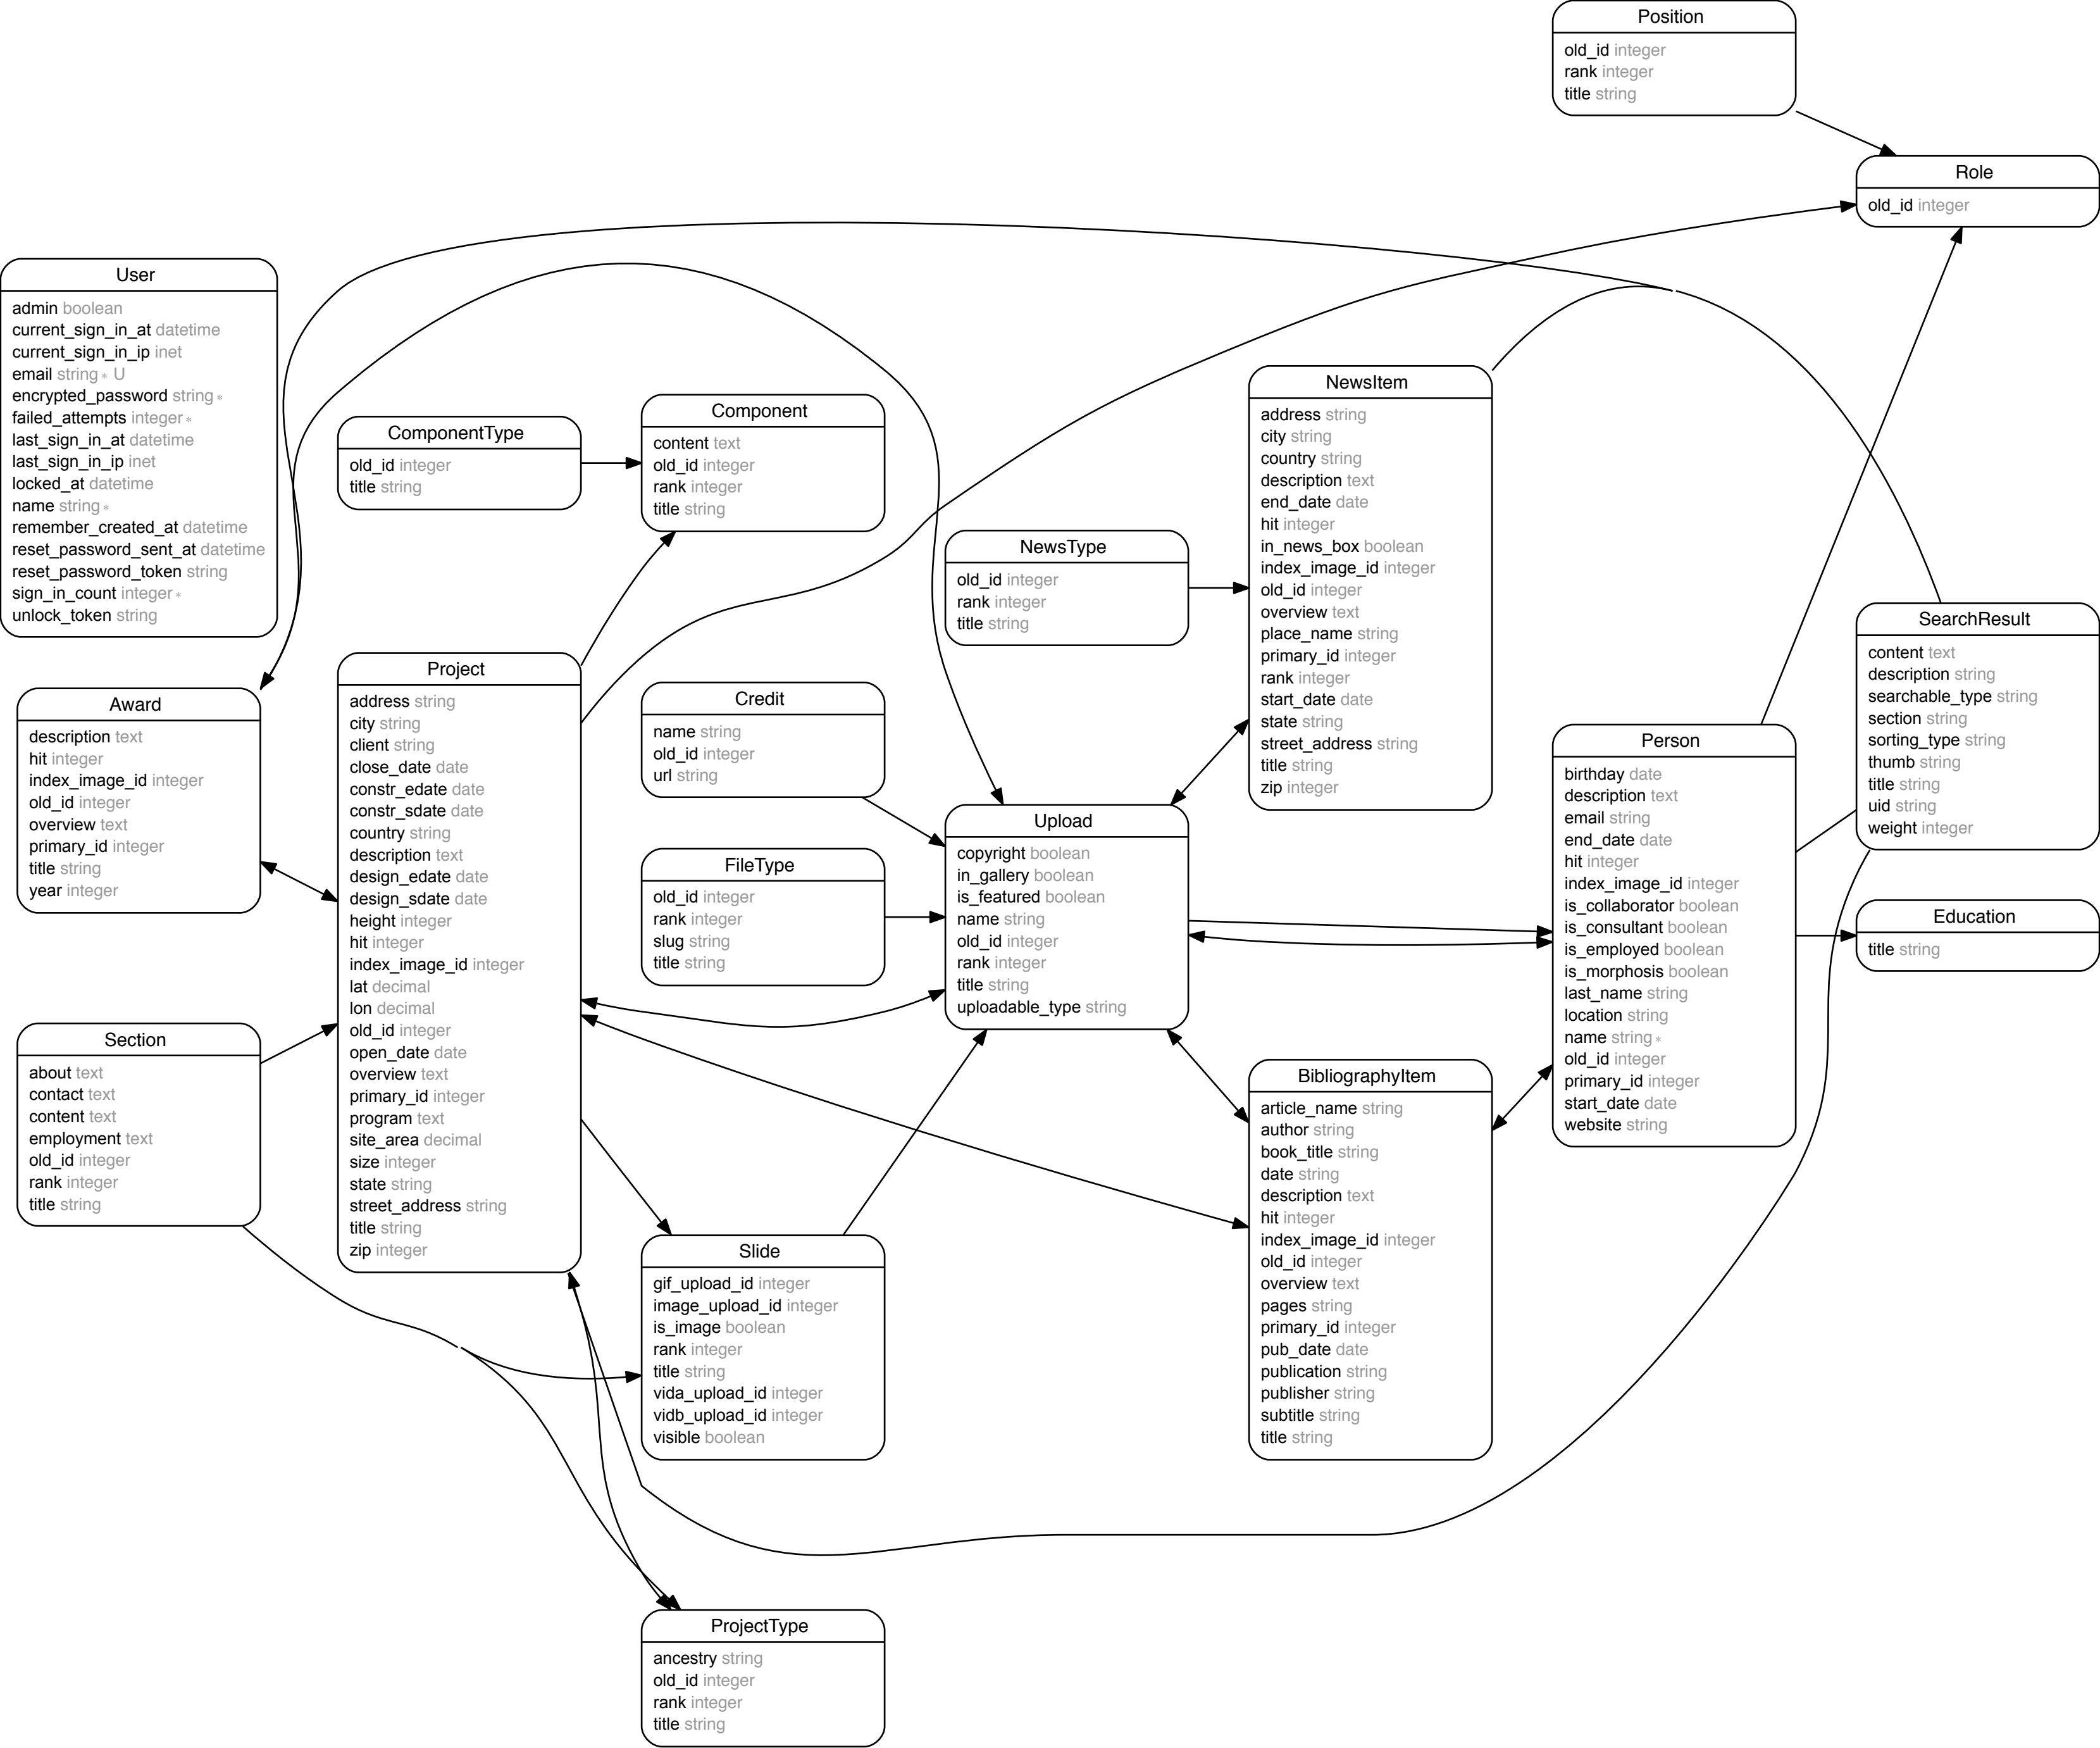 Position
old_id integer
rank integer
title string
Role
old_id integer
User
admin boolean
current_sign_in_at datetime
current_sign_in_ip inet
email string∗ U
encrypted_password string∗
failed_attempts integer∗
last_sign_in_at datetime
last_sign_in_ip inet
locked_at datetime
name string∗
remember_created_at datetime
reset_password_sent_at datetime
reset_password_token string
sign_in_count integer∗
unlock_token string
ComponentType
old_id integer
title string
Component
content text
old_id integer
rank integer
title string
NewsItem
address string
city string
country string
description text
end_date date
hit integer
in_news_box boolean
index_image_id integer
old_id integer
overview text
place_name string
primary_id integer
rank integer
start_date date
state string
street_address string
title string
zip integer
NewsType
old_id integer
rank integer
title string
SearchResult
content text
description string
searchable_type string
section string
sorting_type string
thumb string
title string
uid string
weight integer
Award
description text
hit integer
index_image_id integer
old_id integer
overview text
primary_id integer
title string
year integer
Project
address string
city string
client string
close_date date
constr_edate date
constr_sdate date
country string
description text
design_edate date
design_sdate date
height integer
hit integer
index_image_id integer
lat decimal
lon decimal
old_id integer
open_date date
overview text
primary_id integer
program text
site_area decimal
size integer
state string
street_address string
title string
zip integer
Credit
name string
old_id integer
url string
FileType
old_id integer
rank integer
slug string
title string
Upload
copyright boolean
in_gallery boolean
is_featured boolean
name string
old_id integer
rank integer
title string
uploadable_type string
Person
birthday date
description text
email string
end_date date
hit integer
index_image_id integer
is_collaborator boolean
is_consultant boolean
is_employed boolean
is_morphosis boolean
last_name string
location string
name string∗
old_id integer
primary_id integer
start_date date
website string
Education
title string
Section
about text
contact text
content text
employment text
old_id integer
rank integer
title string
BibliographyItem
article_name string
author string
book_title string
date string
description text
hit integer
index_image_id integer
old_id integer
overview text
pages string
primary_id integer
pub_date date
publication string
publisher string
subtitle string
title string
Slide
gif_upload_id integer
image_upload_id integer
is_image boolean
rank integer
title string
vida_upload_id integer
vidb_upload_id integer
visible boolean
ProjectType
ancestry string
old_id integer
rank integer
title string